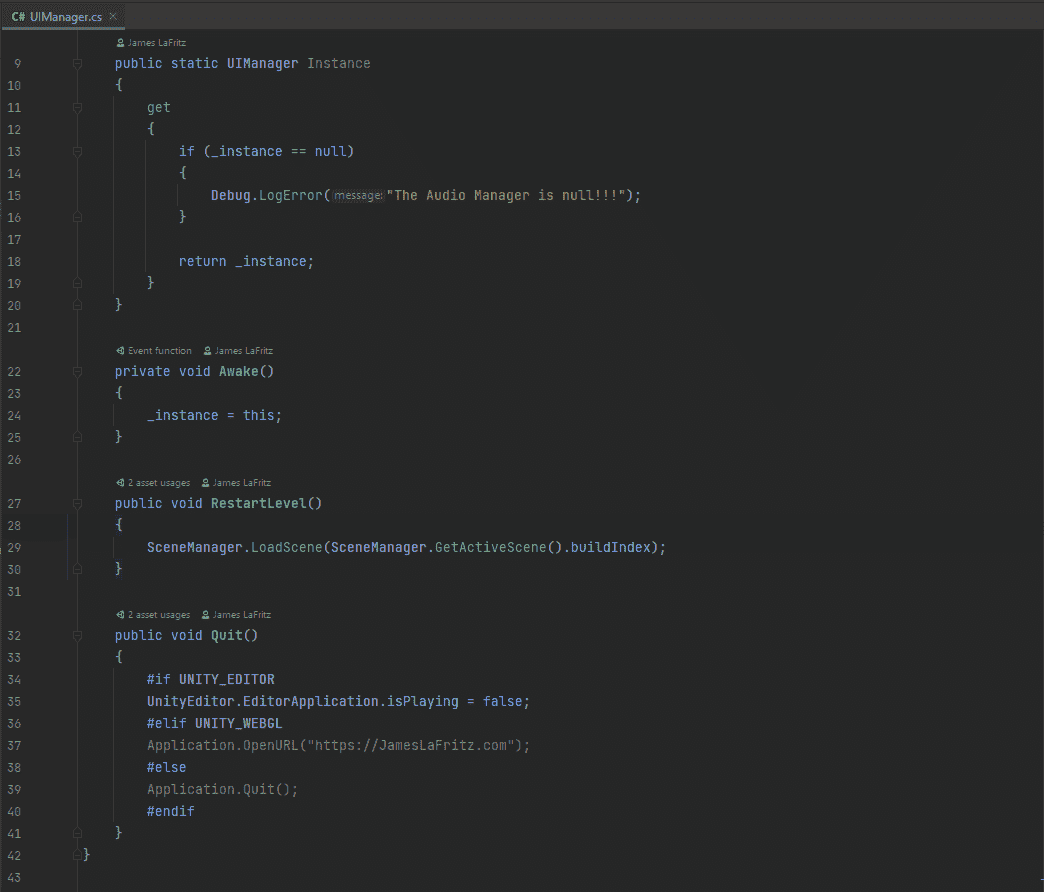 C# UIManager.cs ×
James LaFritz
9 public static UIManager Instance
10 {
11 get
12 {
13 if (_instance == null)
14 {
15 Debug.LogError(message:"The Audio Manager is null!!!");
16 }
17
18 return _instance;
19 }
20 }
21
Event function James LaFritz
22 private void Awake()
23 {
24 _instance = this;
25 }
26
2 asset usages James LaFritz
27 public void RestartLevel()
28 {
29 SceneManager.LoadScene(SceneManager.GetActiveScene().buildIndex);
30 }
31
2 asset usages James LaFritz
32 public void Quit()
33 {
34 #if UNITY_EDITOR
35 UnityEditor.EditorApplication.isPlaying = false;
36 #elif UNITY_WEBGL
37 Application.OpenURL("https://JamesLaFritz.com");
38 #else
39 Application.Quit();
40 #endif
41 }
42 }
43